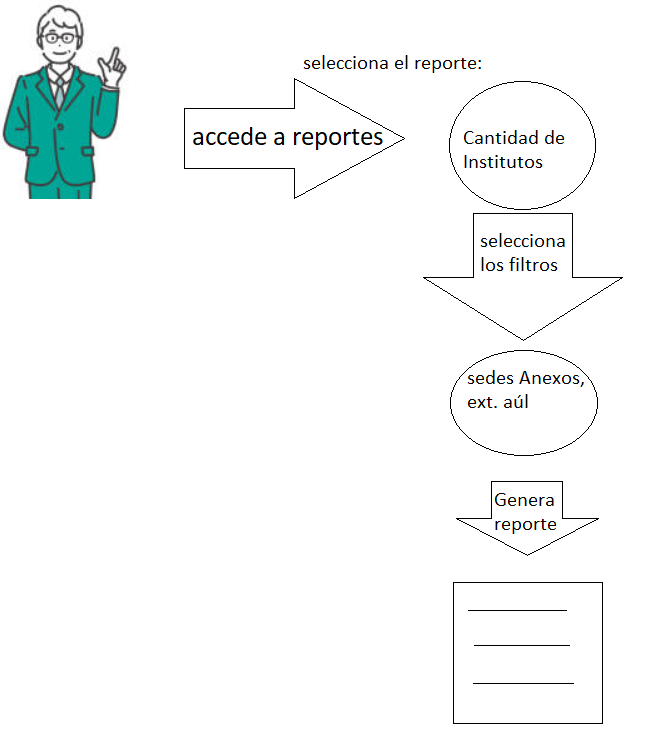 selecciona el reporte:
accede a reportes
Cantidad de
Institutos
selecciona
los filtros
sedes Anexos,
ext. aúl
Genera
reporte